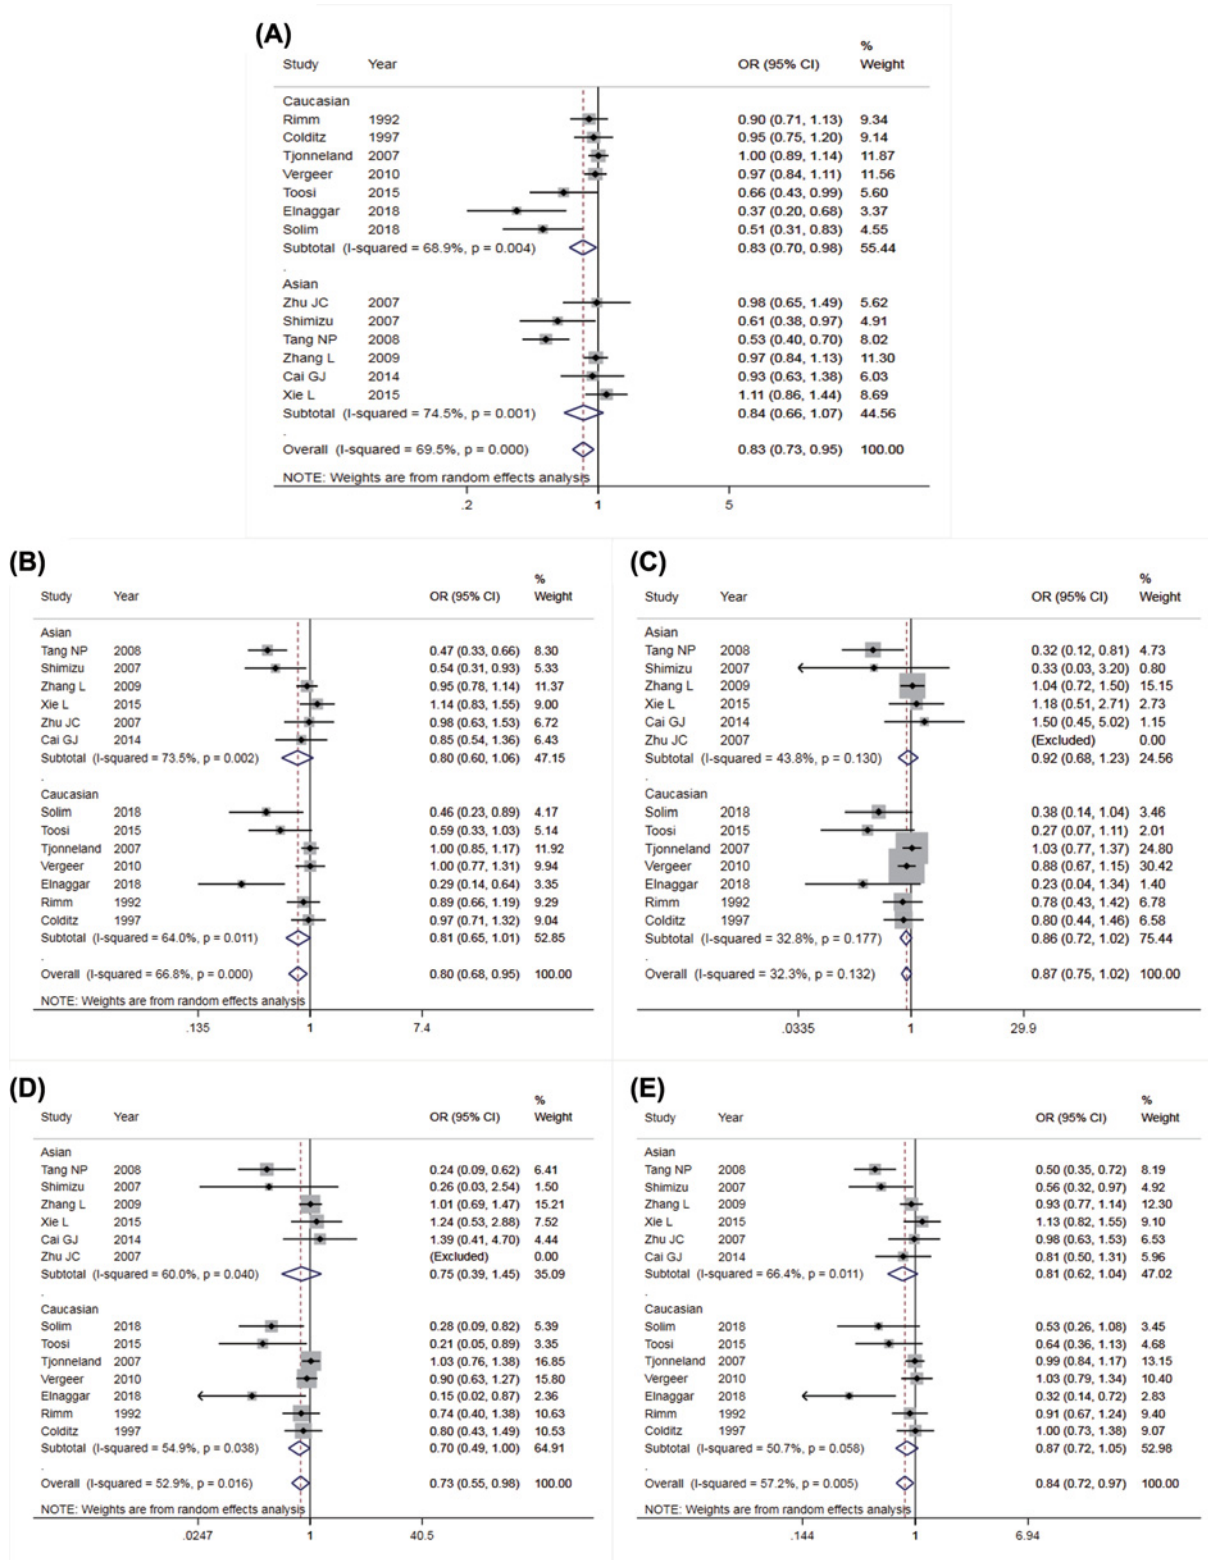 (A)
%
Study Year OR (95% CI) Weight
Caucasian
Rimm 1992 0.90 (0.71, 1.13) 9.34
Colditz 1997 0.95 (0.75, 1.20) 9.14
Tjonneland 2007 1.00 (0.89, 1.14) 11.87
Vergeer 2010 0.97 (0.84, 1.11) 11.56
Toosi 2015 0.66 (0.43, 0.99) 5.60
Elnaggar 2018 0.37 (0.20, 0.68) 3.37
Solim 2018 0.51 (0.31, 0.83) 4.55
Subtotal (I-squared = 68.9%, p = 0.004) 0.83 (0.70, 0.98) 55.44
.
Asian
Zhu JC 2007 0.98 (0.65, 1.49) 5.62
Shimizu 2007 0.61 (0.38, 0.97) 4.91
Tang NP 2008 0.53 (0.40, 0.70) 8.02
Zhang L 2009 0.97 (0.84, 1.13) 11.30
Cai GJ 2014 0.93 (0.63, 1.38) 6.03
Xie L 2015 1.11 (0.86, 1.44) 8.69
Subtotal (I-squared = 74.5%, p = 0.001) 0.84 (0.66, 1.07) 44.56
.
Overall (I-squared = 69.5%, p = 0.000) 0.83 (0.73, 0.95) 100.00
NOTE: Weights are from random effects analysis
.2 1 5
(B)
%
Study Year OR (95% CI) Weight
Asian
Tang NP 2008 0.47 (0.33, 0.66) 8.30
Shimizu 2007 0.54 (0.31, 0.93) 5.33
Zhang L 2009 0.95 (0.78, 1.14) 11.37
Xie L 2015 1.14 (0.83, 1.55) 9.00
Zhu JC 2007 0.98 (0.63, 1.53) 6.72
Cai GJ 2014 0.85 (0.54, 1.36) 6.43
Subtotal (I-squared = 73.5%, p = 0.002) 0.80 (0.60, 1.06) 47.15
.
Caucasian
Solim 2018 0.46 (0.23, 0.89) 4.17
Toosi 2015 0.59 (0.33, 1.03) 5.14
Tjonneland 2007 1.00 (0.85, 1.17) 11.92
Vergeer 2010 1.00 (0.77, 1.31) 9.94
Elnaggar 2018 0.29 (0.14, 0.64) 3.35
Rimm 1992 0.89 (0.66, 1.19) 9.29
Colditz 1997 0.97 (0.71, 1.32) 9.04
Subtotal (I-squared = 64.0%, p = 0.011) 0.81 (0.65, 1.01) 52.85
.
Overall (I-squared = 66.8%, p = 0.000) 0.80 (0.68, 0.95) 100.00
NOTE: Weights are from random effects analysis
.135 1 7.4
(C)
%
Study Year OR (95% CI) Weight
Asian
Tang NP 2008 0.32 (0.12, 0.81) 4.73
Shimizu 2007 0.33 (0.03, 3.20) 0.80
Zhang L 2009 1.04 (0.72, 1.50) 15.15
Xie L 2015 1.18 (0.51, 2.71) 2.73
Cai GJ 2014 1.50 (0.45, 5.02) 1.15
Zhu JC 2007 (Excluded) 0.00
Subtotal (I-squared = 43.8%, p = 0.130) 0.92 (0.68, 1.23) 24.56
.
Caucasian
Solim 2018 0.38 (0.14, 1.04) 3.46
Toosi 2015 0.27 (0.07, 1.11) 2.01
Tjonneland 2007 1.03 (0.77, 1.37) 24.80
Vergeer 2010 0.88 (0.67, 1.15) 30.42
Elnaggar 2018 0.23 (0.04, 1.34) 1.40
Rimm 1992 0.78 (0.43, 1.42) 6.78
Colditz 1997 0.80 (0.44, 1.46) 6.58
Subtotal (I-squared = 32.8%, p = 0.177) 0.86 (0.72, 1.02) 75.44
.
Overall (I-squared = 32.3%, p = 0.132) 0.87 (0.75, 1.02) 100.00
.0335 1 29.9
(D)
%
Study Year OR (95% CI) Weight
Asian
Tang NP 2008 0.24 (0.09, 0.62) 6.41
Shimizu 2007 0.26 (0.03, 2.54) 1.50
Zhang L 2009 1.01 (0.69, 1.47) 15.21
Xie L 2015 1.24 (0.53, 2.88) 7.52
Cai GJ 2014 1.39 (0.41, 4.70) 4.44
Zhu JC 2007 (Excluded) 0.00
Subtotal (I-squared = 60.0%, p = 0.040) 0.75 (0.39, 1.45) 35.09
.
Caucasian
Solim 2018 0.28 (0.09, 0.82) 5.39
Toosi 2015 0.21 (0.05, 0.89) 3.35
Tjonneland 2007 1.03 (0.76, 1.38) 16.85
Vergeer 2010 0.90 (0.63, 1.27) 15.80
Elnaggar 2018 0.15 (0.02, 0.87) 2.36
Rimm 1992 0.74 (0.40, 1.38) 10.63
Colditz 1997 0.80 (0.43, 1.49) 10.53
Subtotal (I-squared = 54.9%, p = 0.038) 0.70 (0.49, 1.00) 64.91
.
Overall (I-squared = 52.9%, p = 0.016) 0.73 (0.55, 0.98) 100.00
NOTE: Weights are from random effects analysis
.0247 1 40.5
(E)
%
Study Year OR (95% CI) Weight
Asian
Tang NP 2008 0.50 (0.35, 0.72) 8.19
Shimizu 2007 0.56 (0.32, 0.97) 4.92
Zhang L 2009 0.93 (0.77, 1.14) 12.30
Xie L 2015 1.13 (0.82, 1.55) 9.10
Zhu JC 2007 0.98 (0.63, 1.53) 6.53
Cai GJ 2014 0.81 (0.50, 1.31) 5.96
Subtotal (I-squared = 66.4%, p = 0.011) 0.81 (0.62, 1.04) 47.02
.
Caucasian
Solim 2018 0.53 (0.26, 1.08) 3.45
Toosi 2015 0.64 (0.36, 1.13) 4.68
Tjonneland 2007 0.99 (0.84, 1.17) 13.15
Vergeer 2010 1.03 (0.79, 1.34) 10.40
Elnaggar 2018 0.32 (0.14, 0.72) 2.83
Rimm 1992 0.91 (0.67, 1.24) 9.40
Colditz 1997 1.00 (0.73, 1.38) 9.07
Subtotal (I-squared = 50.7%, p = 0.058) 0.87 (0.72, 1.05) 52.98
.
Overall (I-squared = 57.2%, p = 0.005) 0.84 (0.72, 0.97) 100.00
NOTE: Weights are from random effects analysis
.144 1 6.94